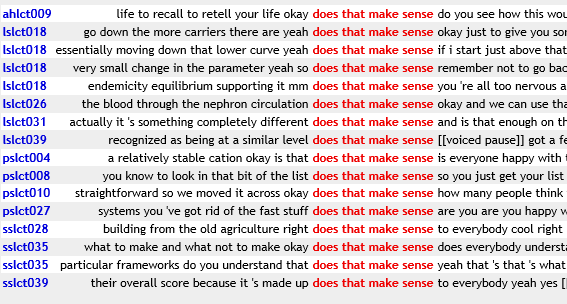 ahlct009 life to recall to retell your life okay does that make sense do you see how this wou
lslct018 go down the more carriers there are yeah does that make sense okay just to give you som
lslct018 essentially moving down that lower curve yeah does that make sense if i start just above that
lslct018 very small change in the parameter yeah so does that make sense remember not to go bac
lslct018 endemicity equilibrium supporting it mm does that make sense you 're all too nervous a
lslct026 the blood through the nephron circulation does that make sense okay and we can use tha
lslct031 actually it 's something completely different does that make sense and is that enough on th
lslct039 recognized as being at a similar level does that make sense [[voiced pause]] got a fe
pslct004 a relatively stable cation okay is that does that make sense is everyone happy with t
pslct008 you know to look in that bit of the list does that make sense so you just get your list
pslct010 straightforward so we moved it across okay does that make sense how many people think
pslct027 systems you 've got rid of the fast stuff does that make sense are you are you happy w
sslct028 building from the old agriculture right does that make sense to everybody cool right
sslct035 what to make and what not to make okay does that make sense does everybody understa
sslct035 particular frameworks do you understand that does that make sense yeah that 's that 's what
sslct039 their overall score because it 's made up does that make sense to everybody yeah yes [